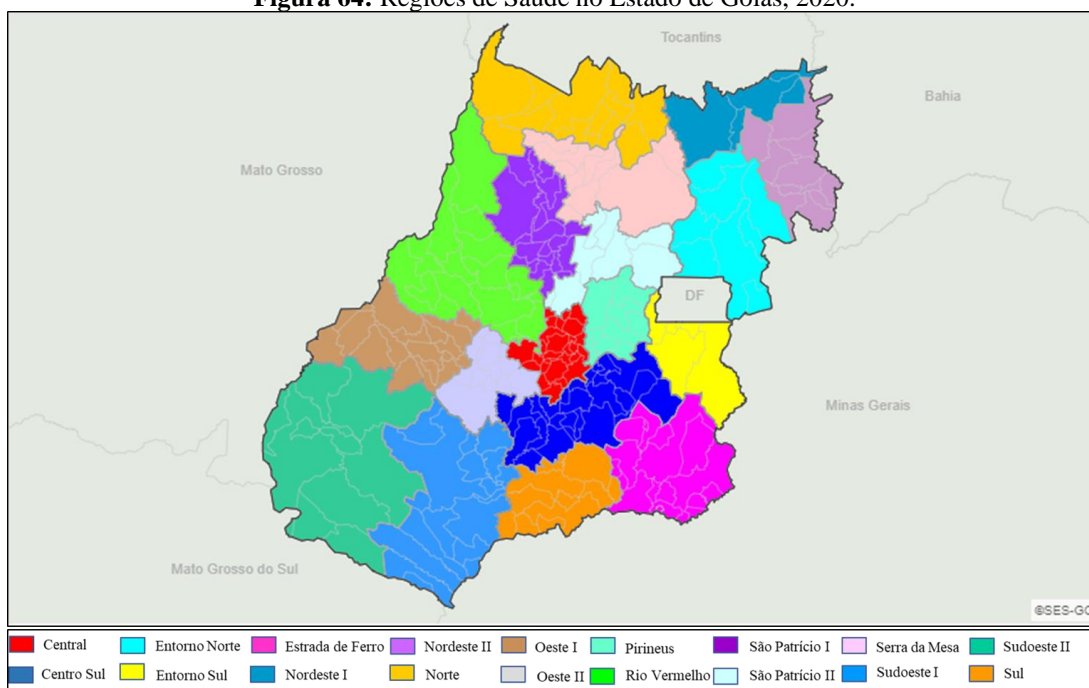 Figura 64: Regiões de Saúde no Estado de Goiás, 2020.
Tocantins
Bahia
Mato Grosso
DF
Minas Gerais
Mato Grosso do Sul
©SES-GO
Central Entorno Norte Estrada de Ferro Nordeste II Oeste I Pirineus São Patrício I Serra da Mesa Sudoeste II
Centro Sul Entorno Sul Nordeste I Norte Oeste II Rio Vermelho São Patrício II Sudoeste I Sul